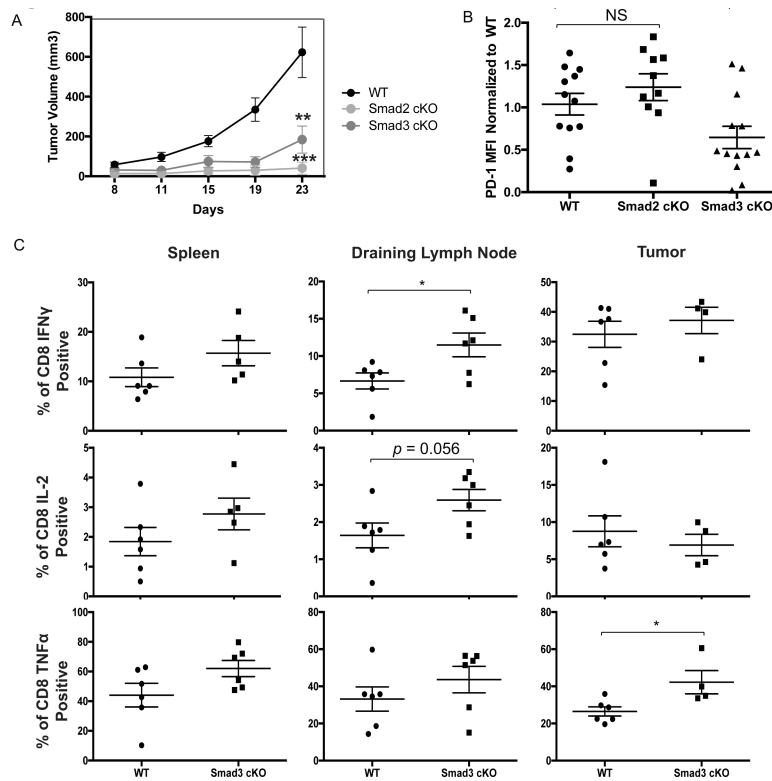 A
Tumor Volume (mm3)
800
600
400
200
0
8 11 15 19 23
Days
**
***
WT
Smad2 cKO
Smad3 cKO
B
PD-1 MFI Normalized to WT
2.0
1.5
1.0
0.5
0.0
NS
WT Smad2 cKO Smad3 cKO
C
Spleen Draining Lymph Node Tumor
% of CD8 IFNγ
Positive
30
20
10
0
20
15
10
5
0
*
50
40
30
20
10
0
% of CD8 IL-2
Positive
5
4
3
2
1
0
4
3
2
1
0
p = 0.056
20
15
10
5
0
% of CD8 TNFα
Positive
100
80
60
40
20
0
WT Smad3 cKO
80
60
40
20
0
WT Smad3 cKO
80
60
40
20
0
*
WT Smad3 cKO